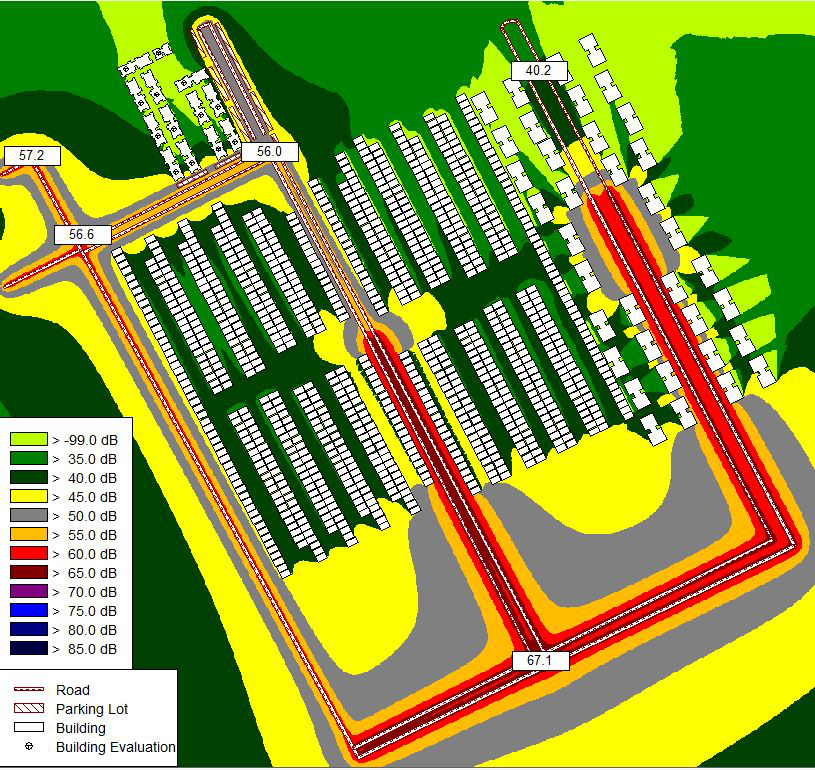 40.2
57.2
56.0
56.6
> -99.0 dB
> 35.0 dB
> 40.0 dB
> 45.0 dB
> 50.0 dB
> 55.0 dB
> 60.0 dB
> 65.0 dB
> 70.0 dB
> 75.0 dB
> 80.0 dB
> 85.0 dB
67.1
Road
Parking Lot
Building
Building Evaluation